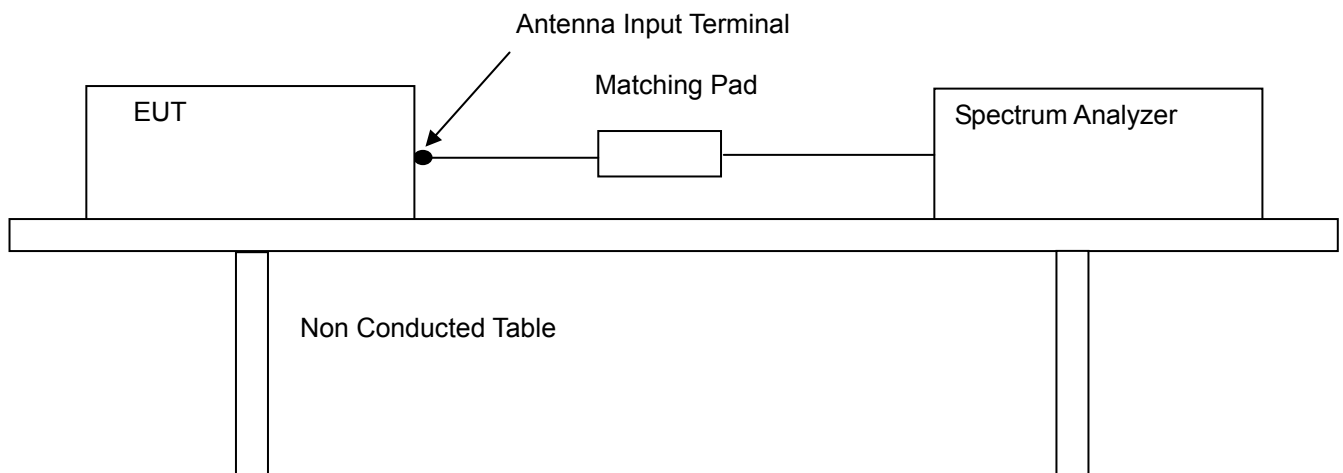 Antenna Input Terminal
Matching Pad
EUT
Spectrum Analyzer
Non Conducted Table